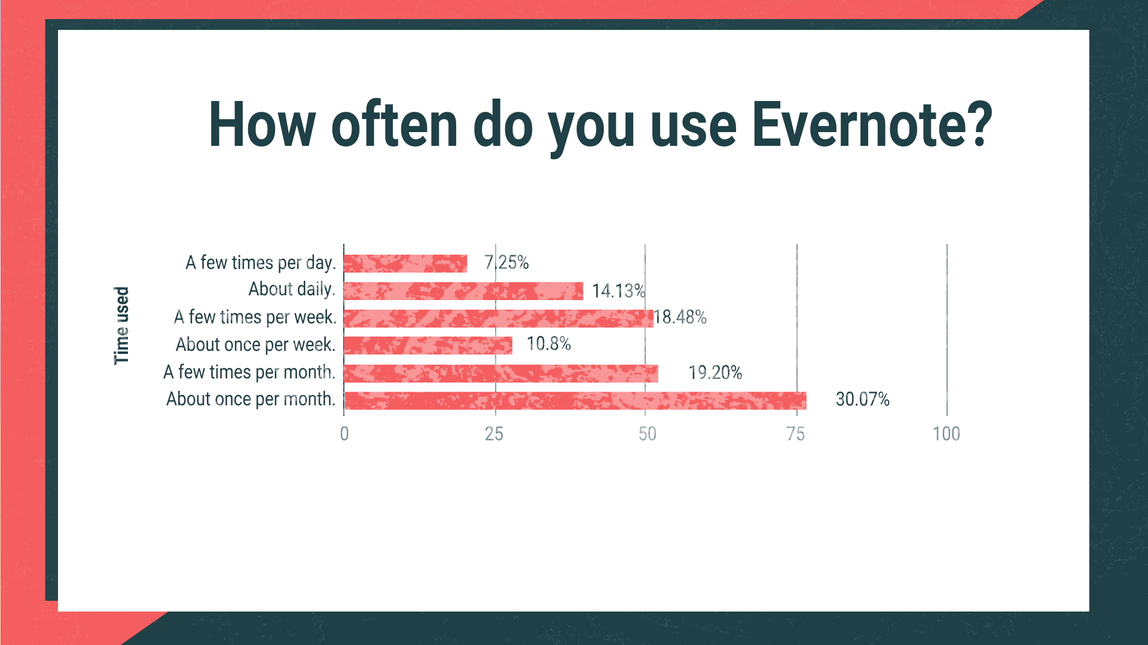 How often do you use Evernote?
Time used
A few times per day. 7.25%
About daily. 14.13%
A few times per week. 18.48%
About once per week. 10.8%
A few times per month. 19.20%
About once per month. 30.07%
0 25 50 75 100